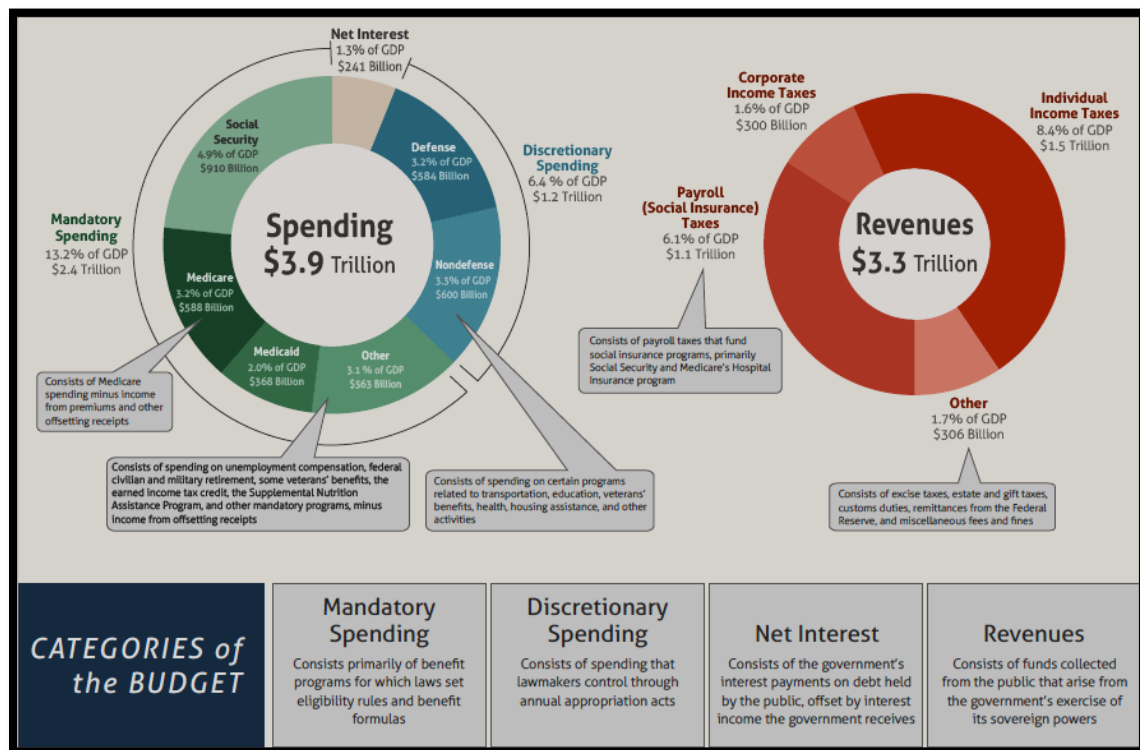 Net Interest
1.3% of GDP
$241 Billion
Social
Security
4.9% of GDP
$910 Billion
Defense
3.2% of GDP
$584 Billion
Discretionary
Spending
6.4 % of GDP
$1.2 Trillion
Mandatory
Spending
13.2% of GDP
$2.4 Trillion
Spending
$3.9 Trillion
Medicare
3.2% of GDP
$588 Billion
Nondefense
3.3% of GDP
$600 Billion
Medicaid
2.0% of GDP
$368 Billion
Other
3.1 % of GDP
$563 Billion
Consists of Medicare
spending minus income
from premiums and other
offsetting receipts
Consists of spending on unemployment compensation, federal
civilian and military retirement, some veterans' benefits, the
earned income tax credit, the Supplemental Nutrition
Assistance Program, and other mandatory programs, minus
income from offsetting receipts
Consists of spending on certain programs
related to transportation, education, veterans'
benefits, health, housing assistance, and other
activities
Corporate
Income Taxes
1.6% of GDP
$300 Billion
Individual
Income Taxes
8.4% of GDP
$1.5 Trillion
Payroll
(Social Insurance)
Taxes
6.1% of GDP
$1.1 Trillion
Revenues
$3.3 Trillion
Consists of payroll taxes that fund
social insurance programs, primarily
Social Security and Medicare's Hospital
Insurance program
Other
1.7% of GDP
$306 Billion
Consists of excise taxes, estate and gift taxes,
customs duties, remittances from the Federal
Reserve, and miscellaneous fees and fines
CATEGORIES of
the BUDGET
Mandatory
Spending
Consists primarily of benefit
programs for which laws set
eligibility rules and benefit
formulas
Discretionary
Spending
Consists of spending that
lawmakers control through
annual appropriation acts
Net Interest
Consists of the government's
interest payments on debt held
by the public, offset by interest
income the government receives
Revenues
Consists of funds collected
from the public that arise from
the government's exercise of
its sovereign powers